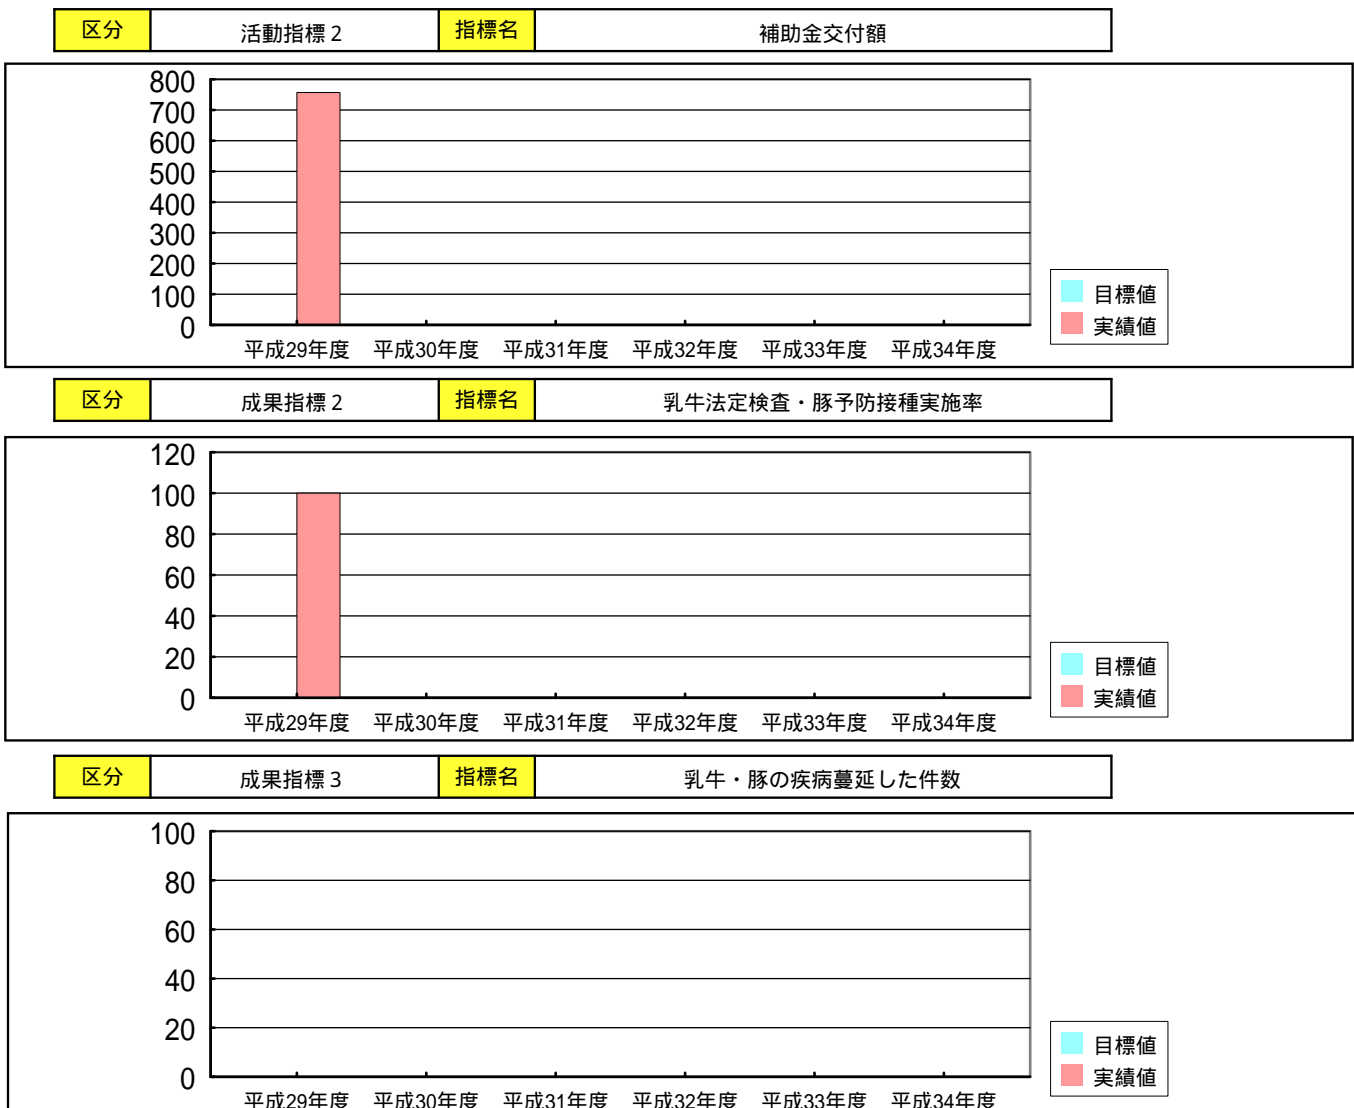 区分 活動指標２ 指標名 補助金交付額
800
700
600
500
400
300
200
100
0
平成29年度 平成30年度 平成31年度 平成32年度 平成33年度 平成34年度
目標値
実績値
区分 成果指標２ 指標名 乳牛法定検査・豚予防接種実施率
120
100
80
60
40
20
0
平成29年度 平成30年度 平成31年度 平成32年度 平成33年度 平成34年度
目標値
実績値
区分 成果指標３ 指標名 乳牛・豚の疾病蔓延した件数
100
80
60
40
20
0
平成29年度 平成30年度 平成31年度 平成32年度 平成33年度 平成34年度
目標値
実績値